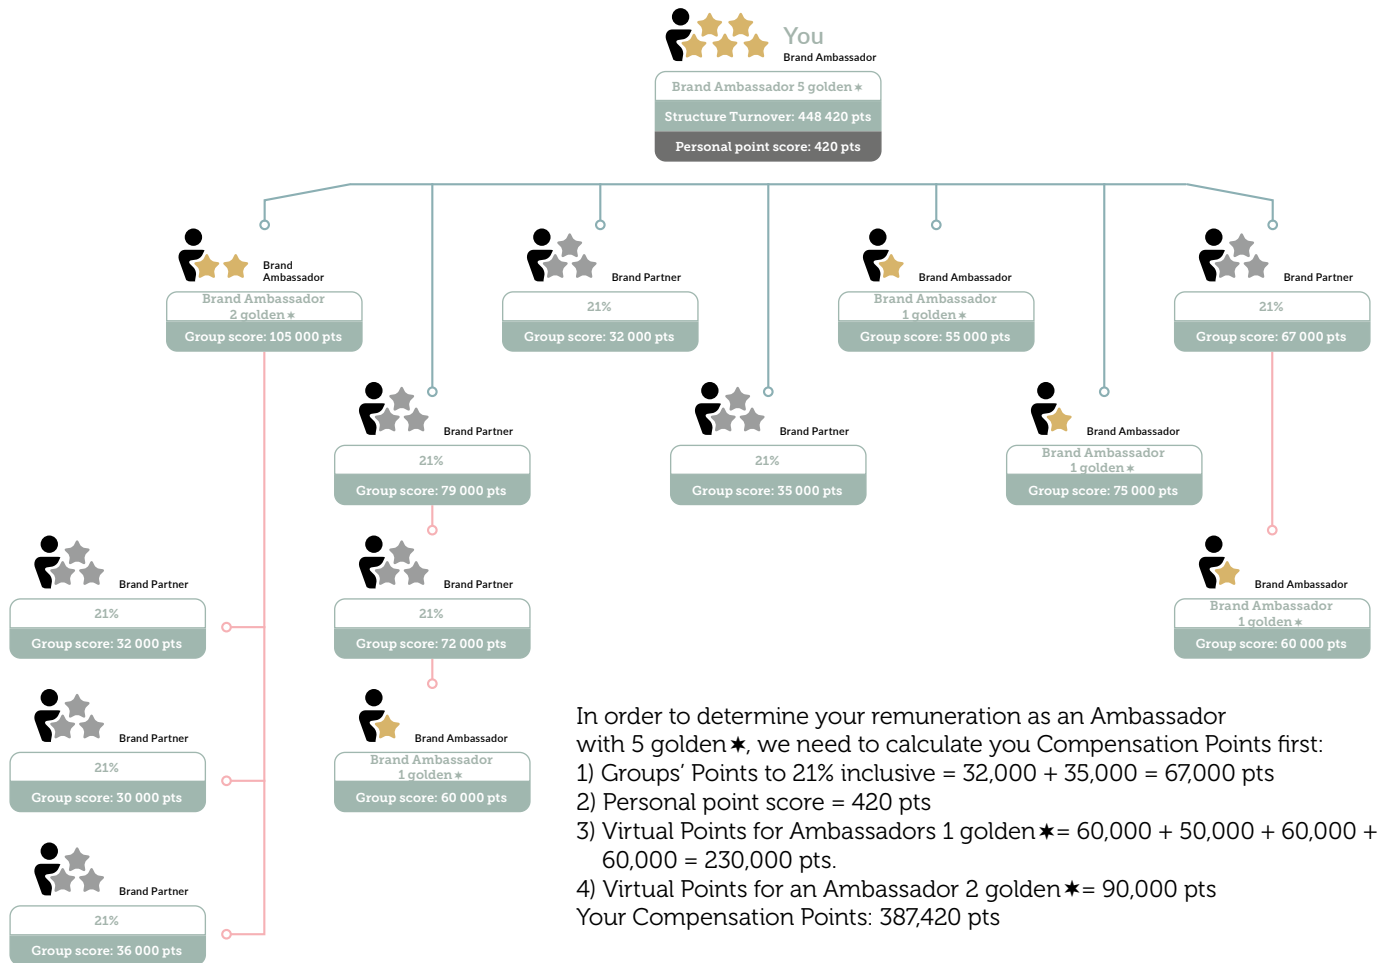 You
Brand Ambassador
Brand Ambassador 5 golden ★
Structure Turnover: 448 420 pts
Personal point score: 420 pts
Brand
Ambassador
Brand Ambassador
2 golden ★
Group score: 105 000 pts
Brand Partner
21%
Group score: 32 000 pts
Brand Ambassador
Brand Ambassador
1 golden ★
Group score: 55 000 pts
Brand Partner
21%
Group score: 67 000 pts
Brand Partner
21%
Group score: 79 000 pts
Brand Partner
21%
Group score: 35 000 pts
Brand Ambassador
Brand Ambassador
1 golden ★
Group score: 75 000 pts
Brand Partner
21%
Group score: 32 000 pts
Brand Partner
21%
Group score: 72 000 pts
Brand Ambassador
Brand Ambassador
1 golden ★
Group score: 60 000 pts
Brand Partner
21%
Group score: 30 000 pts
Brand Ambassador
Brand Ambassador
1 golden ★
Group score: 60 000 pts
Brand Partner
21%
Group score: 36 000 pts
In order to determine your remuneration as an Ambassador
with 5 golden ★, we need to calculate you Compensation Points first:
1) Groups' Points to 21% inclusive = 32,000 + 35,000 = 67,000 pts
2) Personal point score = 420 pts
3) Virtual Points for Ambassadors 1 golden ★= 60,000 + 50,000 + 60,000 +
60,000 = 230,000 pts.
4) Virtual Points for an Ambassador 2 golden ★= 90,000 pts
Your Compensation Points: 387,420 pts